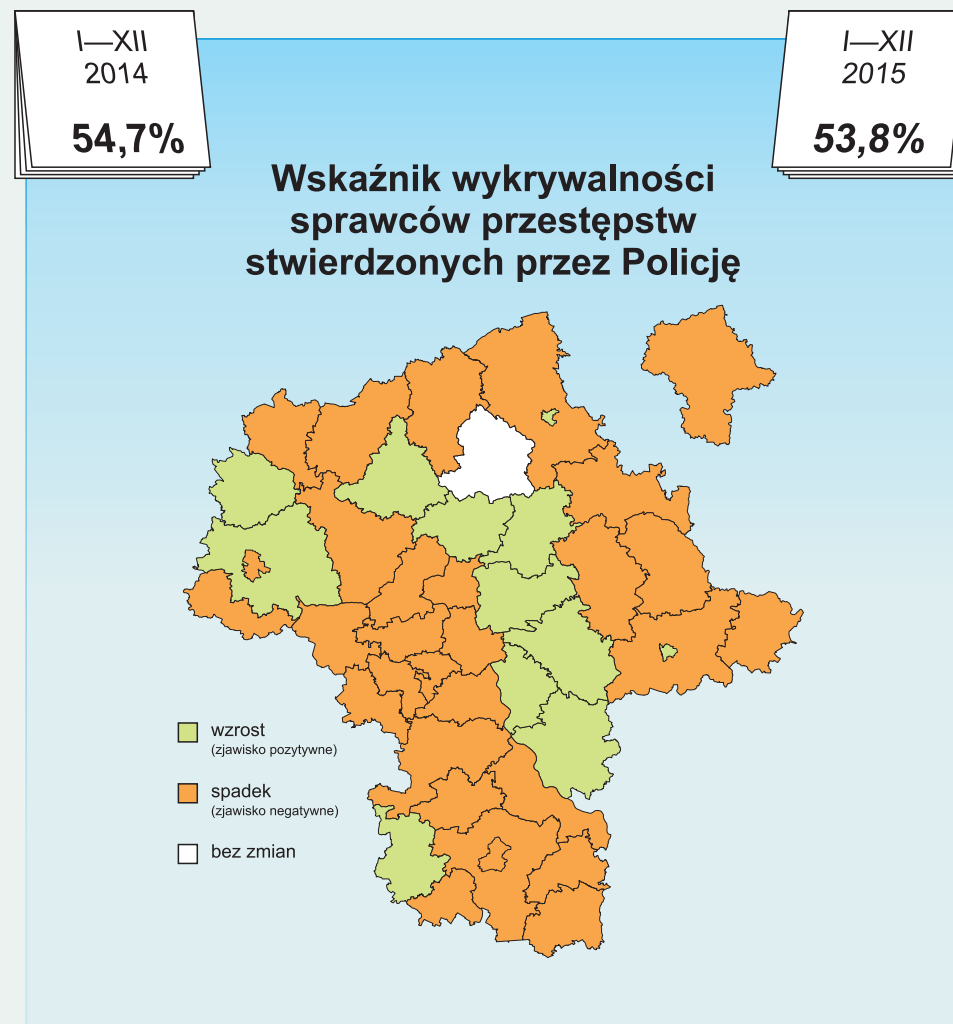 I—XII
2014
54,7%
I—XII
2015
53,8%
Wskaźnik wykrywalności
sprawców przestępstw
stwierdzonych przez Policję
wzrost
(zjawisko pozytywne)
spadek
(zjawisko negatywne)
bez zmian